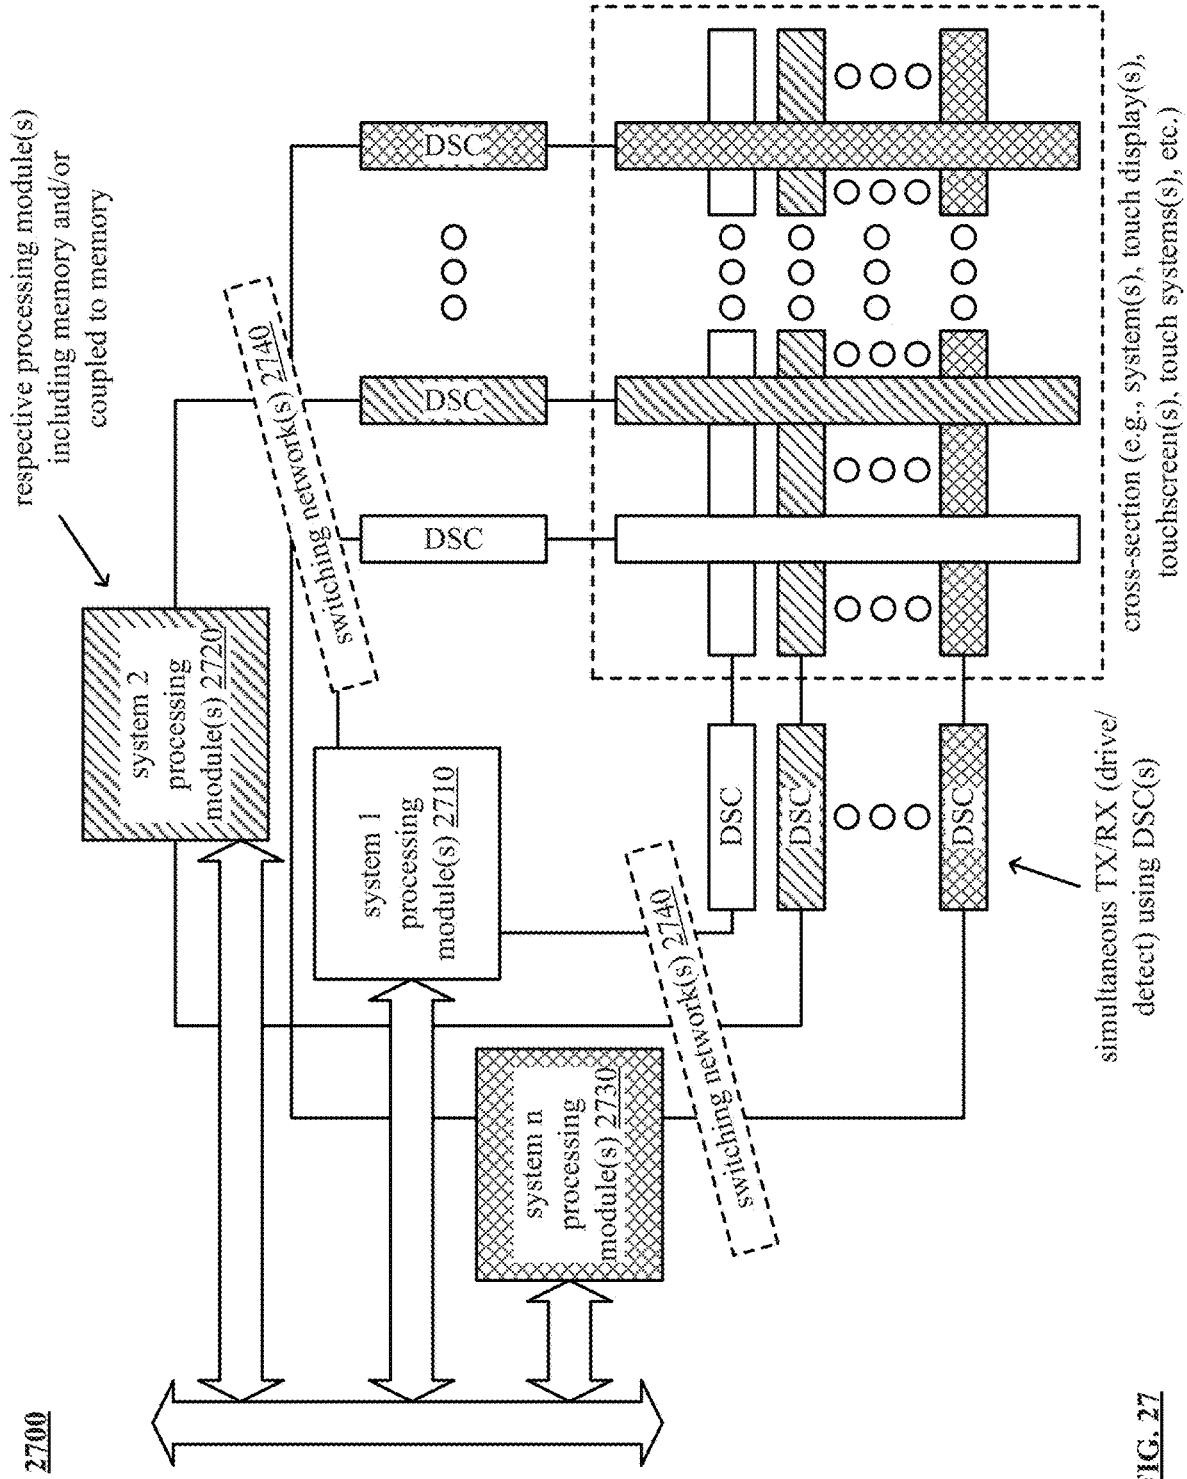 2700
respective processing module(s)
including memory and/or
coupled to memory
system 2
processing
module(s) 2720
system 1
processing
module(s) 2710
system n
processing
module(s) 2730
switching network(s) 2740
switching network(s) 2740
DSC
DSC
DSC
DSC
DSC
DSC
simultaneous TX/RX (drive/
detect) using DSC(s)
cross-section (e.g., system(s), touch display(s),
touchscreen(s), touch systems(s), etc.)
FIG. 27